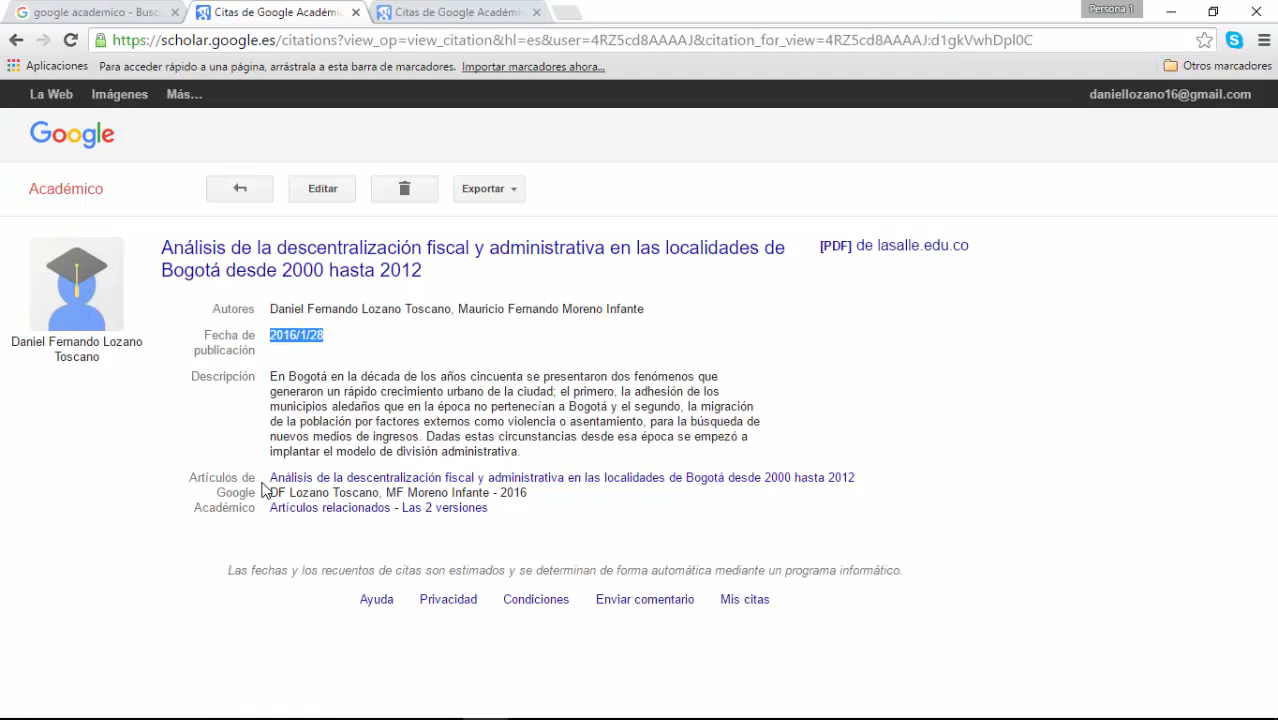 google academico - Busc
Citas de Google Académic
Citas de Google Académic
Persona 1
https://scholar.google.es/citations?view_op=view_citation&hl=es&user=4RZ5cd8AAAAJ&citation_for_view=4RZ5cd8AAAAJ:d1gkVwhDpl0C
Aplicaciones Para acceder rápido a una página, arrástrala a esta barra de marcadores. Importar marcadores ahora... Otros marcadores
La Web Imágenes Más... daniellozano16@gmail.com
Google
Académico Editar Exportar
Análisis de la descentralización fiscal y administrativa en las localidades de
Bogotá desde 2000 hasta 2012
[PDF] de lasalle.edu.co
Daniel Fernando Lozano
Toscano
Autores Daniel Fernando Lozano Toscano, Mauricio Fernando Moreno Infante
Fecha de 2016/1/28
publicación
Descripción En Bogotá en la década de los años cincuenta se presentaron dos fenómenos que
generaron un rápido crecimiento urbano de la ciudad; el primero, la adhesión de los
municipios aledaños que en la época no pertenecían a Bogotá y el segundo, la migración
de la población por factores externos como violencia o asentamiento, para la búsqueda de
nuevos medios de ingresos. Dadas estas circunstancias desde esa época se empezó a
implantar el modelo de división administrativa.
Artículos de Análisis de la descentralización fiscal y administrativa en las localidades de Bogotá desde 2000 hasta 2012
Google DF Lozano Toscano, MF Moreno Infante - 2016
Académico Artículos relacionados - Las 2 versiones
Las fechas y los recuentos de citas son estimados y se determinan de forma automática mediante un programa informático.
Ayuda Privacidad Condiciones Enviar comentario Mis citas